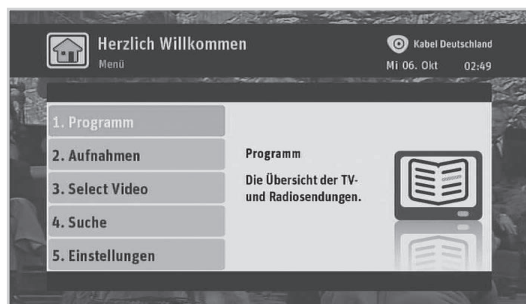 Herzlich Willkommen
Menü
Kabel Deutschland
Mi 06. Okt 02:49
1. Programm
2. Aufnahmen
3. Select Video
4. Suche
5. Einstellungen
Programm
Die Übersicht der TV-
und Radiosendungen.